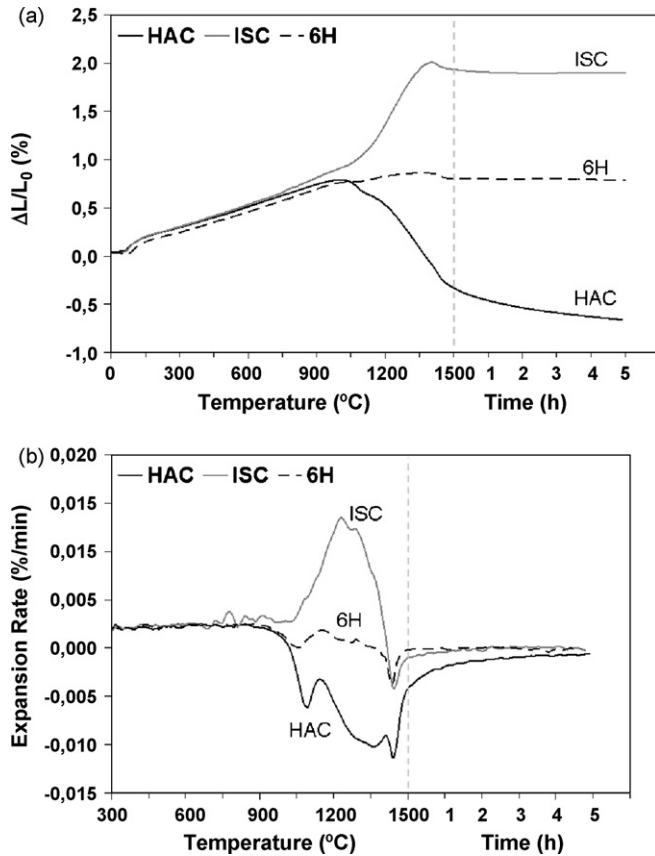 (a)
HAC ISC 6H
2,5
2,0
1,5
1,0
0,5
0,0
-0,5
-1,0
ΔL/L0 (%)
ISC
6H
HAC
0 300 600 900 1200 1500 1 2 3 4 5
Temperature (ºC) Time (h)
(b)
HAC ISC 6H
0,020
0,015
0,015
0,005
0,000
-0,005
-0,010
-0,015
Expansion Rate (%/min)
ISC
6H
HAC
300 600 900 1200 1500 1 2 3 4 5
Temperature (ºC) Time (h)